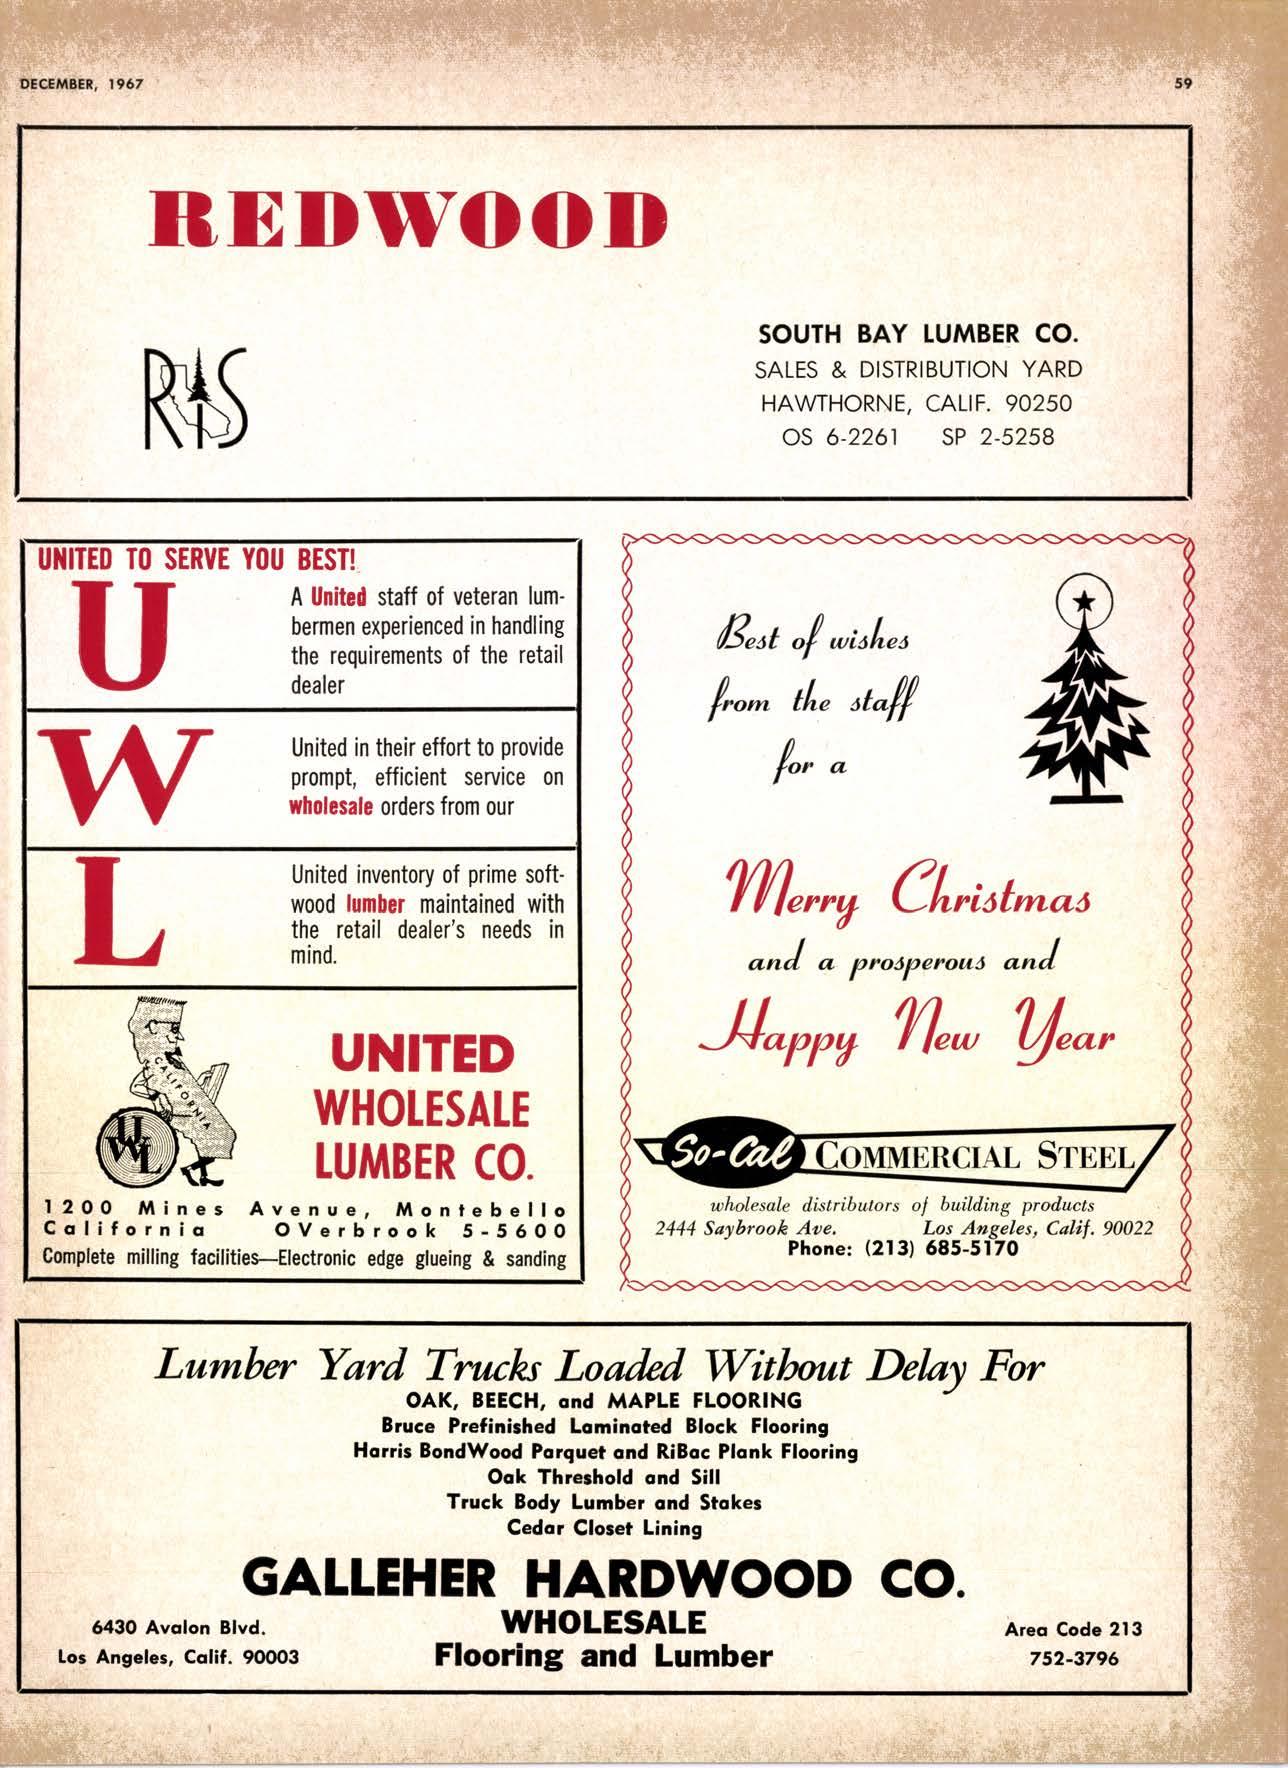 DECEMBER, 1967
59
REDWOOD
RIS
SOUTH BAY LUMBER CO.
SALES & DISTRIBUTION YARD
HAWTHORNE, CALIF. 90250
OS 6-2261 SP 2-5258
UNITED TO SERVE YOU BEST!
U
A United staff of veteran lum-
bermen experienced in handling
the requirements of the retail
dealer
W
United in their effort to provide
prompt, efficient service on
wholesale orders from our
L
United inventory of prime soft-
wood lumber maintained with
the retail dealer's needs in
mind.
CALIFORNIA
UWL
UNITED
WHOLESALE
LUMBER CO.
1200 Mines Avenue, Montebello
California OVerbrook 5-5600
Complete milling facilities—Electronic edge glueing & sanding
Best of wishes
from the staff
for a
Merry Christmas
and a prosperous and
Happy New Year
So-Cal COMMERCIAL STEEL
wholesale distributors of building products
2444 Saybrook Ave. Los Angeles, Calif. 90022
Phone: (213) 685-5170
Lumber Yard Trucks Loaded Without Delay For
OAK, BEECH, and MAPLE FLOORING
Bruce Prefinished Laminated Block Flooring
Harris BondWood Parquet and RiBac Plank Flooring
Oak Threshold and Sill
Truck Body Lumber and Stakes
Cedar Closet Lining
GALLEHER HARDWOOD CO.
6430 Avalon Blvd.
Los Angeles, Calif. 90003
WHOLESALE
Flooring and Lumber
Area Code 213
752-3796